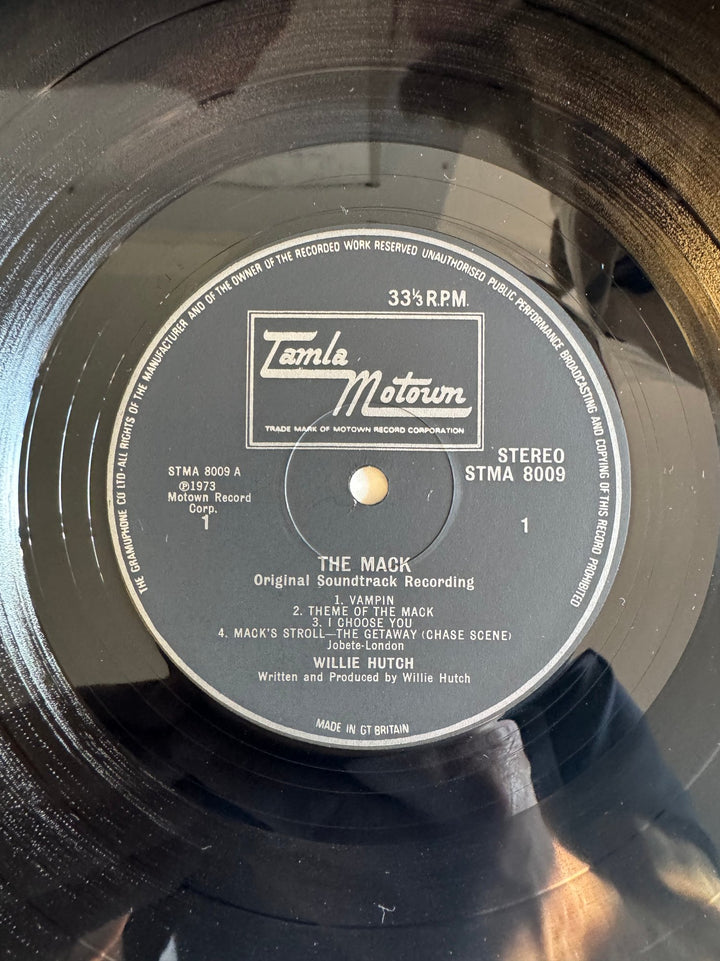 THE GRAMOPHONE CO LTD·ALL RIGHTS OF THE MANUFACTURER AND OF THE OWNER OF THE RECORDED WORK RESERVED UNAUTHORISED PUBLIC PERFORMANCE BROADCASTING AND COPYING OF THIS RECORD PROHIBITED
33⅓ R.P.M.
Tamla
Motown
TRADE MARK OF MOTOWN RECORD CORPORATION
STEREO
STMA 8009
STMA 8009 A
℗1973
Motown Record
Corp.
1
1
THE MACK
Original Soundtrack Recording
1. VAMPIN
2. THEME OF THE MACK
3. I CHOOSE YOU
4. MACK'S STROLL—THE GETAWAY (CHASE SCENE)
Jobete-London
WILLIE HUTCH
Written and Produced by Willie Hutch
MADE IN GT BRITAIN